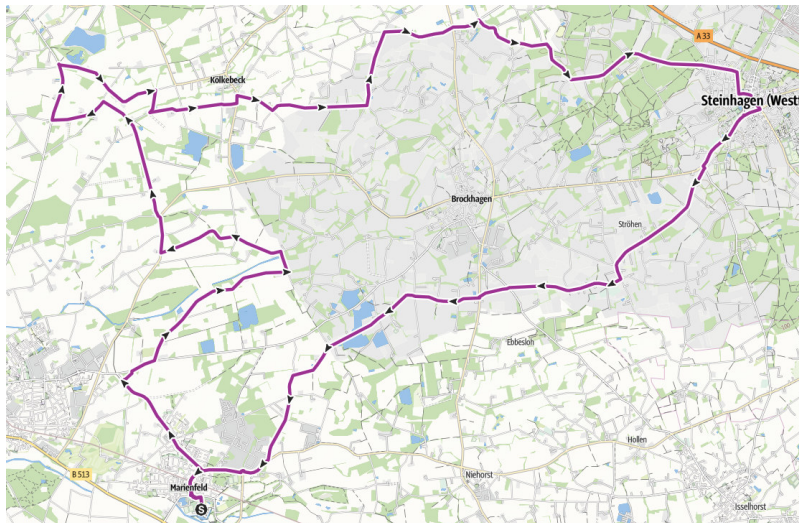 A 33
Kölkebeck
Steinhagen (Westf
Brockhagen
Ströhen
Ebbesloh
Hollen
B 513
Niehorst
Marienfeld
S
Isselhorst